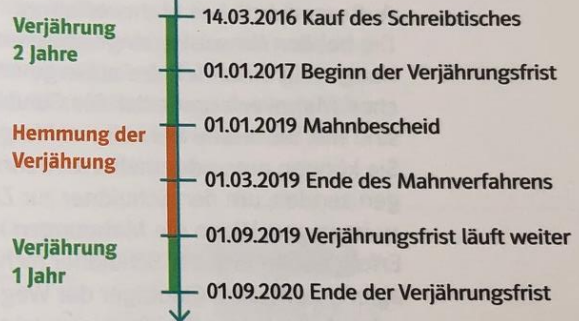 14.03.2016 Kauf des Schreibtisches
Verjährung
2 Jahre
01.01.2017 Beginn der Verjährungsfrist
01.01.2019 Mahnbescheid
Hemmung der
Verjährung
01.03.2019 Ende des Mahnverfahrens
01.09.2019 Verjährungsfrist läuft weiter
Verjährung
1 Jahr
01.09.2020 Ende der Verjährungsfrist